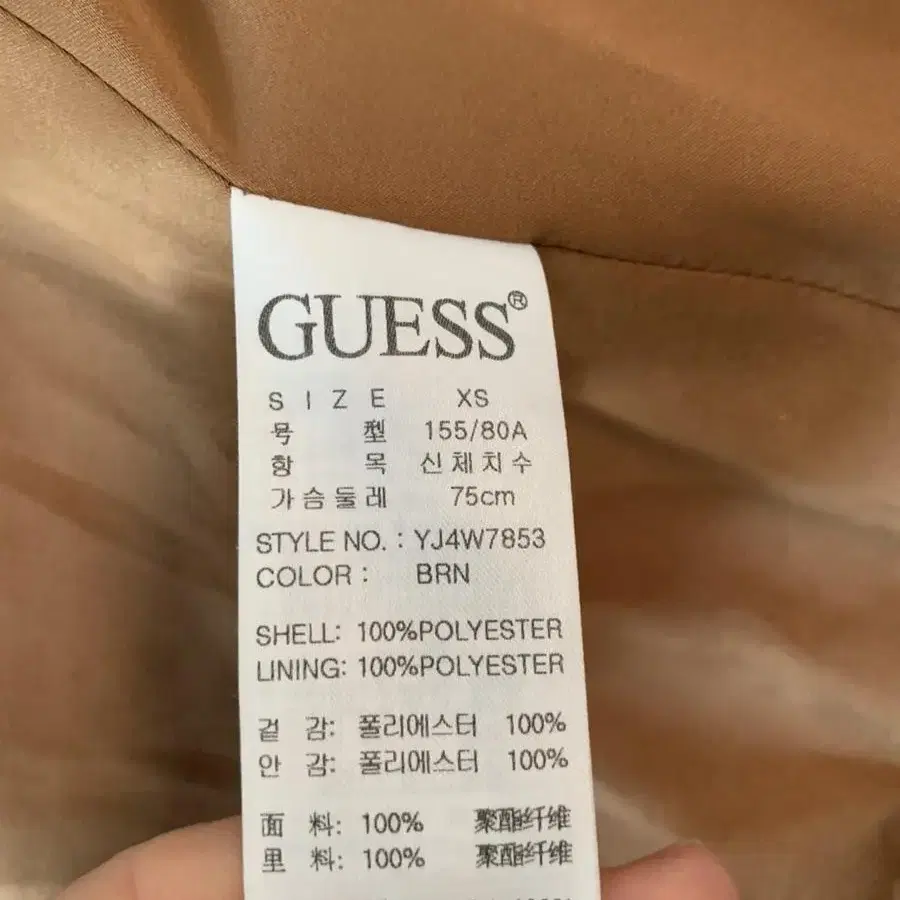 GUESS®
SIZE XS
号型 155/80A
항목 신체치수
가슴둘레 75cm
STYLE NO. : YJ4W7853
COLOR : BRN
SHELL: 100%POLYESTER
LINING: 100%POLYESTER
겉감: 폴리에스터 100%
안감: 폴리에스터 100%
面料: 100% 聚酯纤维
里料: 100% 聚酯纤维